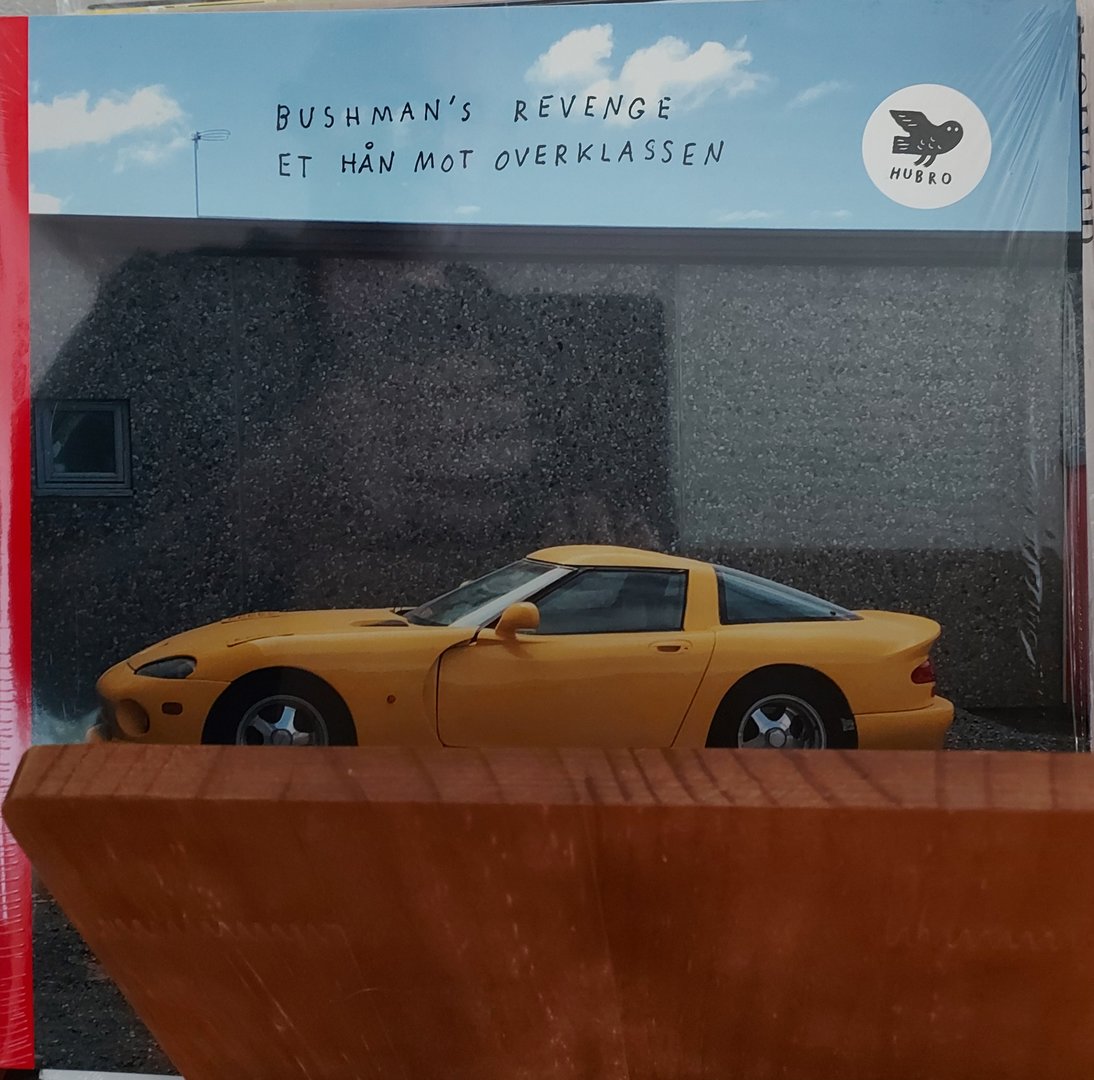 BUSHMAN'S REVENGE
ET HÅN MOT OVERKLASSEN
HUBRO